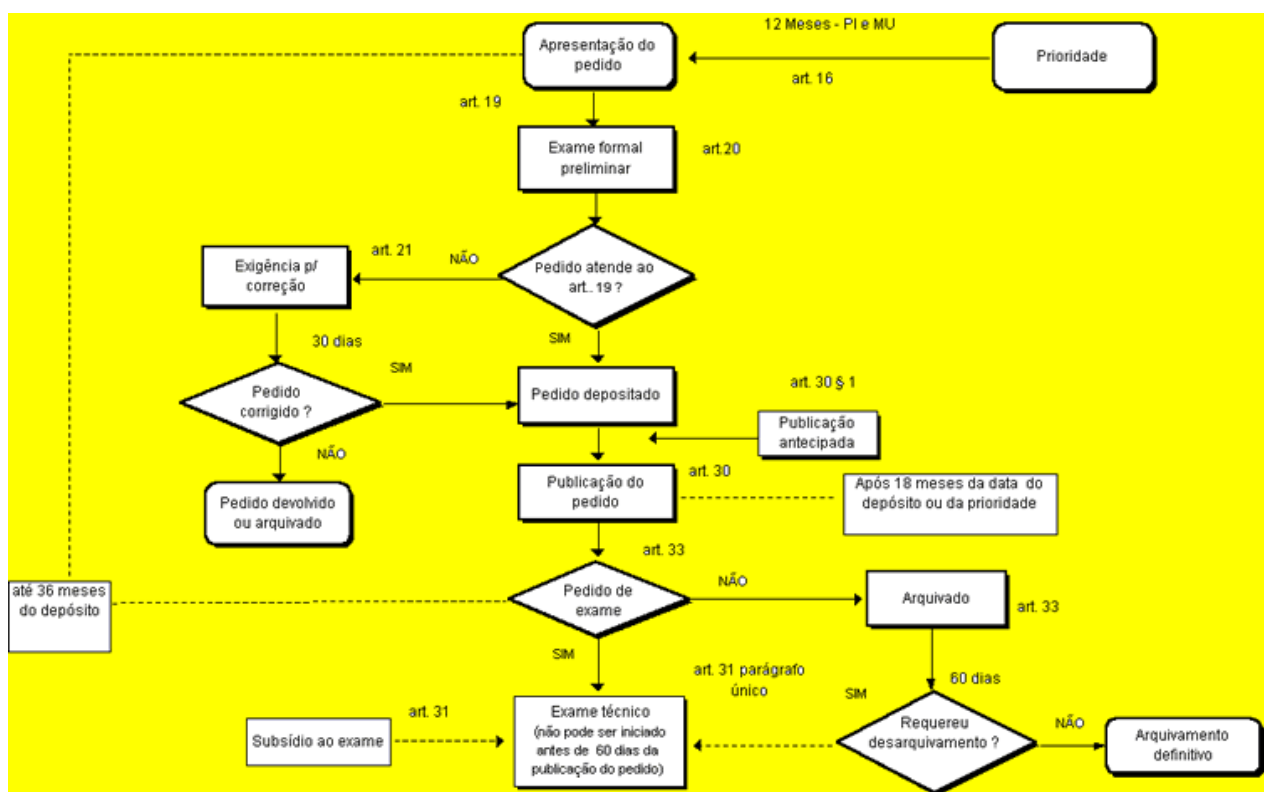 12 Meses - PI e MU
Apresentação do
pedido
Prioridade
art. 16
art. 19
Exame formal
preliminar
art.20
Pedido atende ao
art.. 19 ?
NÃO
art. 21
Exigência p/
correção
30 dias
SIM
SIM
Pedido
corrigido ?
Pedido depositado
art. 30 § 1
Publicação
antecipada
NÃO
Pedido devolvido
ou arquivado
Publicação do
pedido
art. 30
Após 18 meses da data do
depósito ou da prioridade
art. 33
até 36 meses
do depósito
Pedido de
exame
NÃO
Arquivado
art. 33
SIM
art. 31 parágrafo
único
60 dias
SIM
Subsídio ao exame
art. 31
Exame técnico
(não pode ser iniciado
antes de 60 dias da
publicação do pedido)
Requereu
desarquivamento ?
NÃO
Arquivamento
definitivo